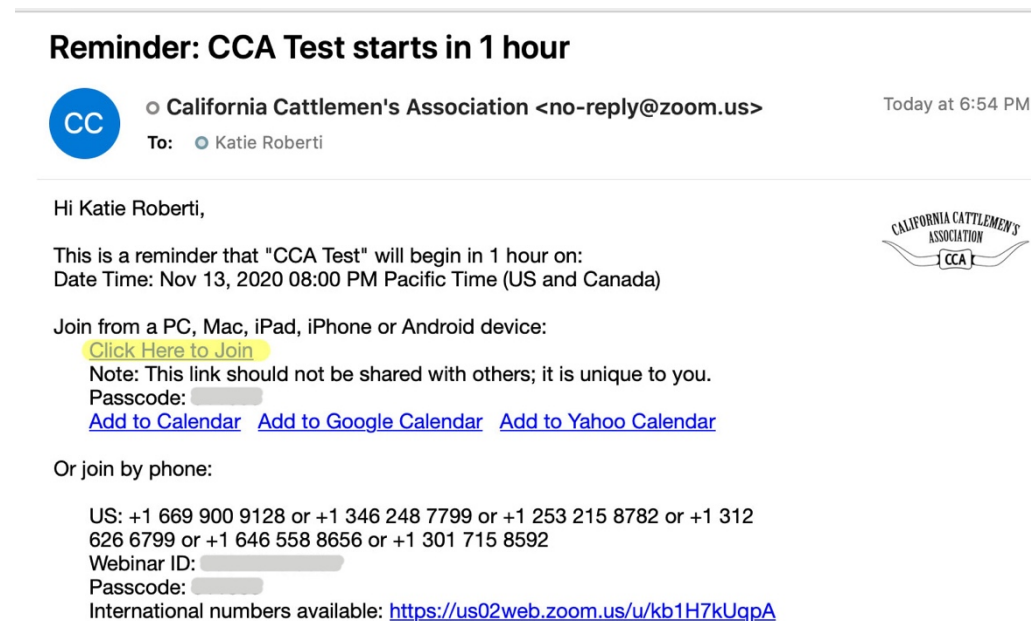 Reminder: CCA Test starts in 1 hour
CC
California Cattlemen's Association <no-reply@zoom.us>
Today at 6:54 PM
To: Katie Roberti
Hi Katie Roberti,
CALIFORNIA CATTLEMEN'S
ASSOCIATION
CCA
This is a reminder that "CCA Test" will begin in 1 hour on:
Date Time: Nov 13, 2020 08:00 PM Pacific Time (US and Canada)
Join from a PC, Mac, iPad, iPhone or Android device:
Click Here to Join
Note: This link should not be shared with others; it is unique to you.
Passcode:
Add to Calendar Add to Google Calendar Add to Yahoo Calendar
Or join by phone:
US: +1 669 900 9128 or +1 346 248 7799 or +1 253 215 8782 or +1 312
626 6799 or +1 646 558 8656 or +1 301 715 8592
Webinar ID:
Passcode:
International numbers available: https://us02web.zoom.us/u/kb1H7kUqpA